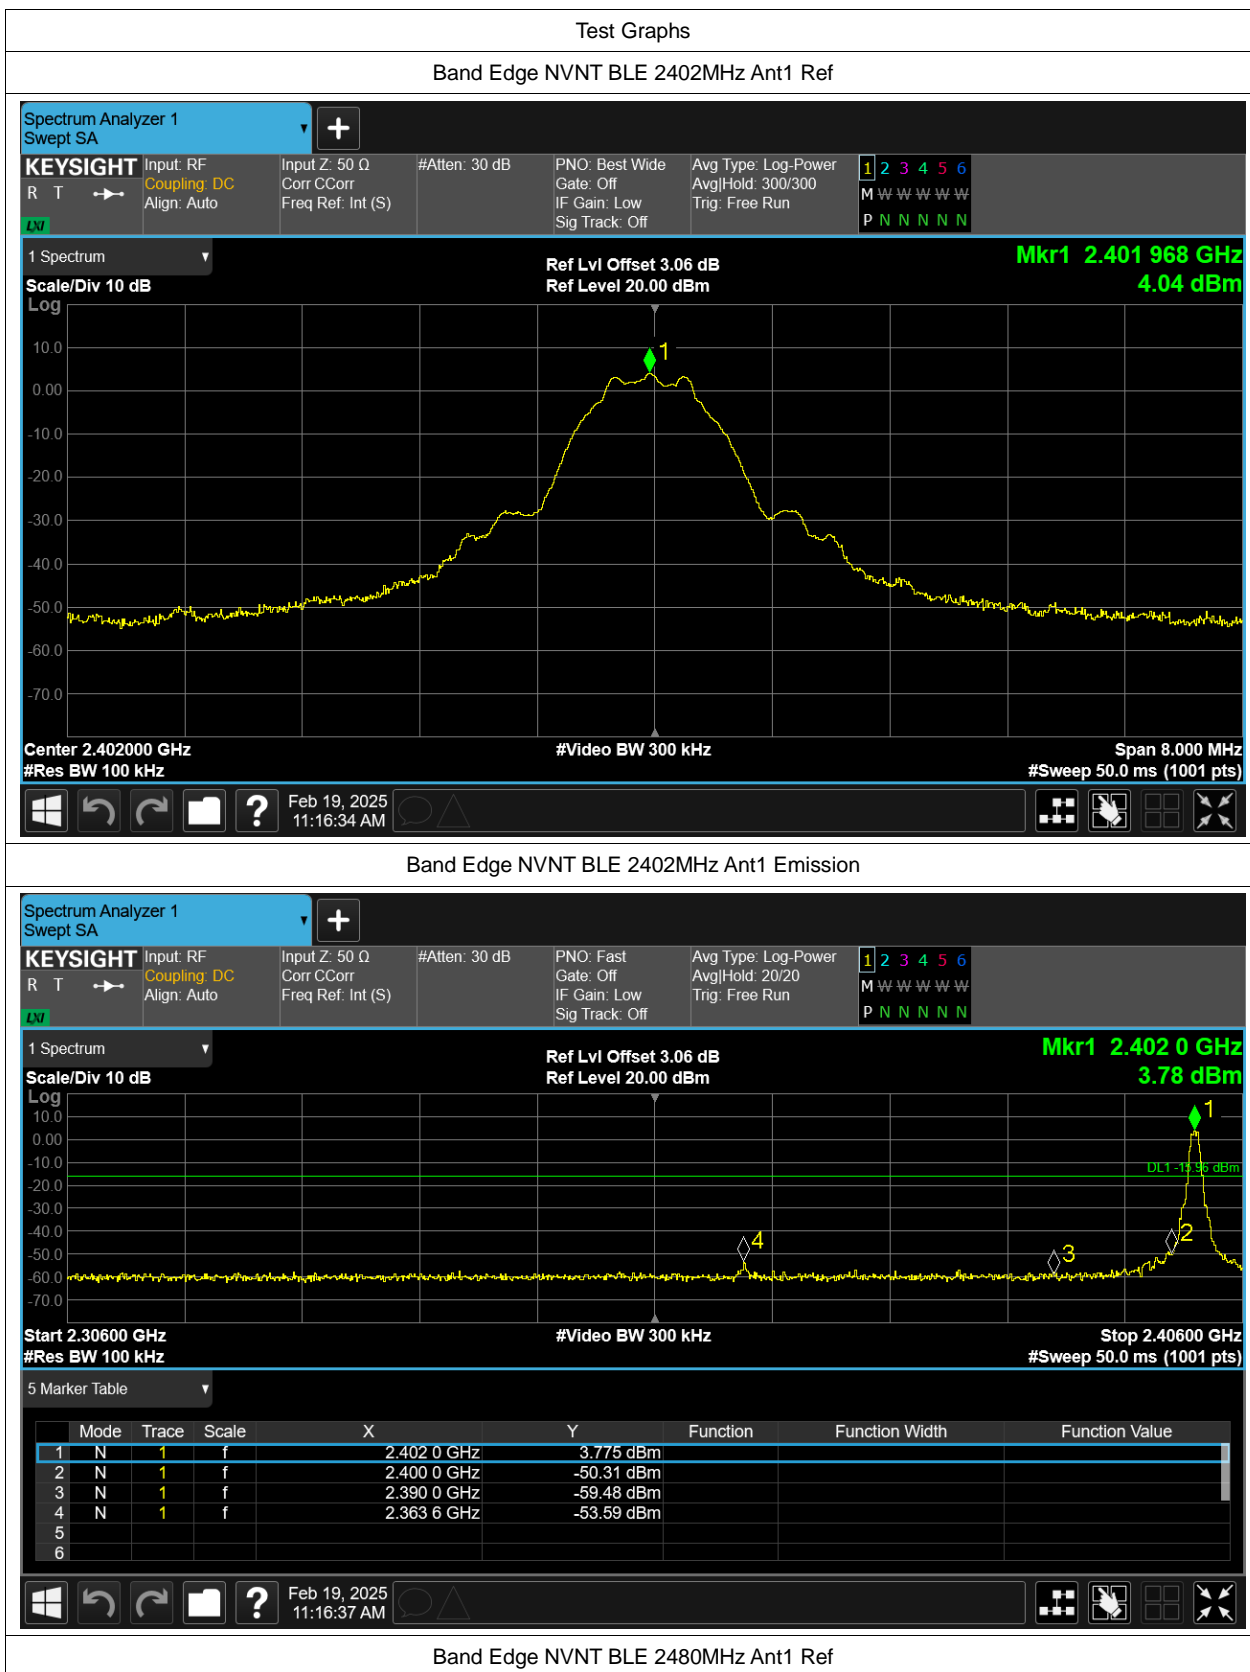 Test Graphs
Band Edge NVNT BLE 2402MHz Ant1 Ref
Spectrum Analyzer 1
Swept SA
+
KEYSIGHT Input: RF Input Z: 50 Ω #Atten: 30 dB PNO: Best Wide Avg Type: Log-Power 1 2 3 4 5 6
R T Coupling: DC Corr CCorr Gate: Off Avg|Hold: 300/300 M W W W W W
Align: Auto Freq Ref: Int (S) IF Gain: Low Trig: Free Run
LXI Sig Track: Off P N N N N N
1 Spectrum
Ref Lvl Offset 3.06 dB Mkr1 2.401 968 GHz
Scale/Div 10 dB Ref Level 20.00 dBm 4.04 dBm
Log
1
10.0
0.00
-10.0
-20.0
-30.0
-40.0
-50.0
-60.0
-70.0
Center 2.402000 GHz #Video BW 300 kHz Span 8.000 MHz
#Res BW 100 kHz #Sweep 50.0 ms (1001 pts)
? Feb 19, 2025
11:16:34 AM
Band Edge NVNT BLE 2402MHz Ant1 Emission
Spectrum Analyzer 1
Swept SA
+
KEYSIGHT Input: RF Input Z: 50 Ω #Atten: 30 dB PNO: Fast Avg Type: Log-Power 1 2 3 4 5 6
R T Coupling: DC Corr CCorr Gate: Off Avg|Hold: 20/20 M W W W W W
Align: Auto Freq Ref: Int (S) IF Gain: Low Trig: Free Run
LXI Sig Track: Off P N N N N N
1 Spectrum
Ref Lvl Offset 3.06 dB Mkr1 2.402 0 GHz
Scale/Div 10 dB Ref Level 20.00 dBm 3.78 dBm
Log
10.0 1
0.00
-10.0 DL1 -15.96 dBm
-20.0
-30.0
-40.0 4 2
-50.0 3
-60.0
-70.0
Start 2.30600 GHz #Video BW 300 kHz Stop 2.40600 GHz
#Res BW 100 kHz #Sweep 50.0 ms (1001 pts)
5 Marker Table
Mode Trace Scale X Y Function Function Width Function Value
1 N 1 f 2.402 0 GHz 3.775 dBm
2 N 1 f 2.400 0 GHz -50.31 dBm
3 N 1 f 2.390 0 GHz -59.48 dBm
4 N 1 f 2.363 6 GHz -53.59 dBm
5
6
? Feb 19, 2025
11:16:37 AM
Band Edge NVNT BLE 2480MHz Ant1 Ref